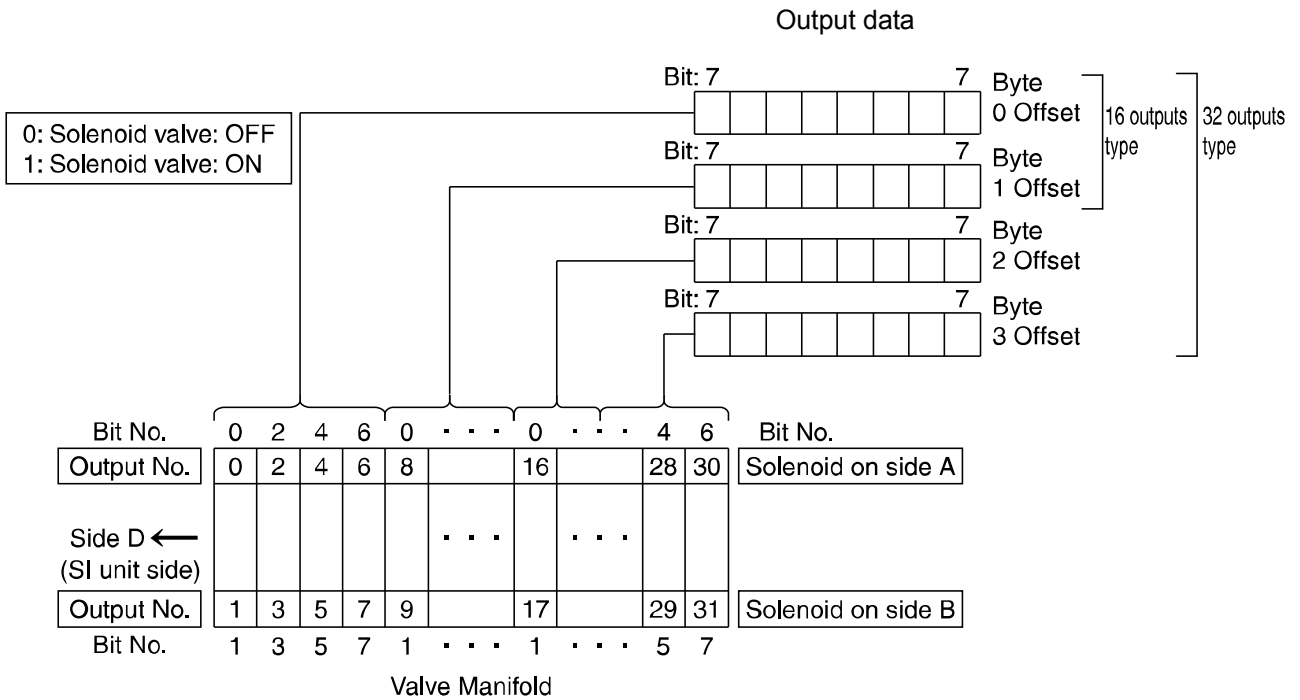 Output data
Bit: 7 7 Byte
0 Offset
16 outputs
type
32 outputs
type
0: Solenoid valve: OFF
1: Solenoid valve: ON
Bit: 7 7 Byte
1 Offset
Bit: 7 7 Byte
2 Offset
Bit: 7 7 Byte
3 Offset
Bit No. 0 2 4 6 0 · · · 0 · · · 4 6 Bit No.
Output No. 0 2 4 6 8 16 28 30 Solenoid on side A
Side D ← · · · · · ·
(SI unit side)
Output No. 1 3 5 7 9 17 29 31 Solenoid on side B
Bit No. 1 3 5 7 1 · · · 1 · · · 5 7
Valve Manifold